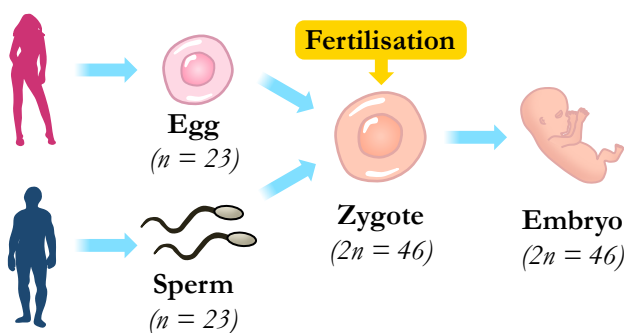 Fertilisation
Egg
(n = 23)
Zygote
(2n = 46)
Embryo
(2n = 46)
Sperm
(n = 23)